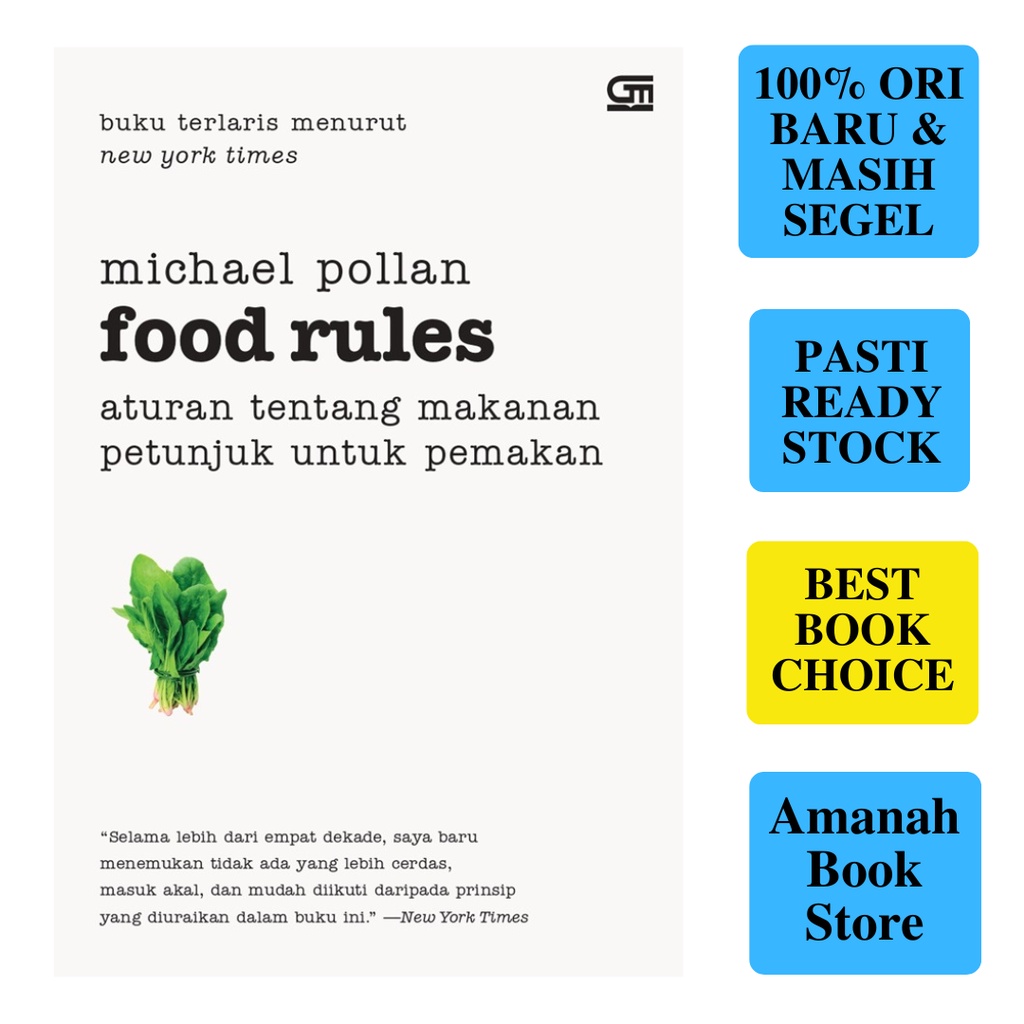 buku terlaris menurut
new york times
michael pollan
food rules
aturan tentang makanan
petunjuk untuk pemakan
“Selama lebih dari empat dekade, saya baru
menemukan tidak ada yang lebih cerdas,
masuk akal, dan mudah diikuti daripada prinsip
yang diuraikan dalam buku ini.” —New York Times
100% ORI
BARU &
MASIH
SEGEL
PASTI
READY
STOCK
BEST
BOOK
CHOICE
Amanah
Book
Store